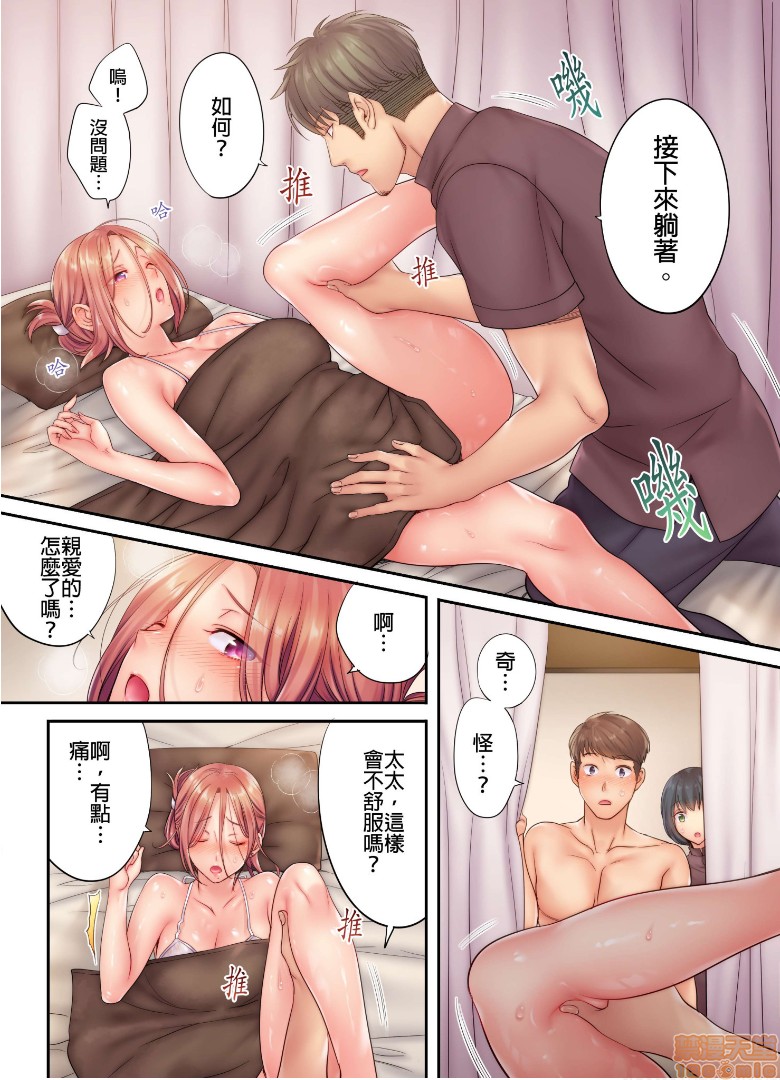 接下來躺著。
嘰
如何?
推
推
嗚!
沒問題…
哈
哈
嘰
啊…
親愛的…
怎麼了嗎?
奇…
怪…?
太太,這樣
會不舒服嗎?
推
推
啊,有點…
痛…